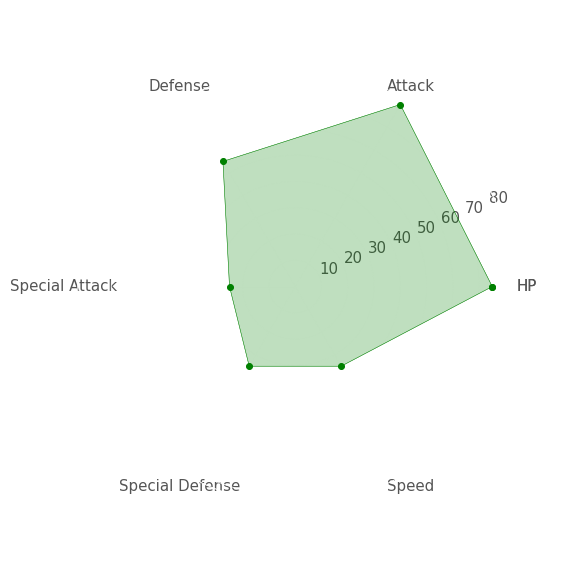 Defense
Attack
80
70
60
50
40
30
20
10
Special Attack
HP
Special Defense
Speed